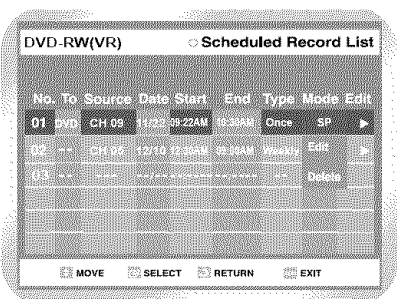 DVD-RW(VR) Scheduled Record List
No. To Source Date Start End Type Mode Edit
01 DVD CH 09 11/22 09:22AM 10:30AM Once SP ►
02 -- CH 05 12/10 12:30AM Weekly Edit ►
03 -- --- --/-- -- Delete
MOVE SELECT RETURN EXIT